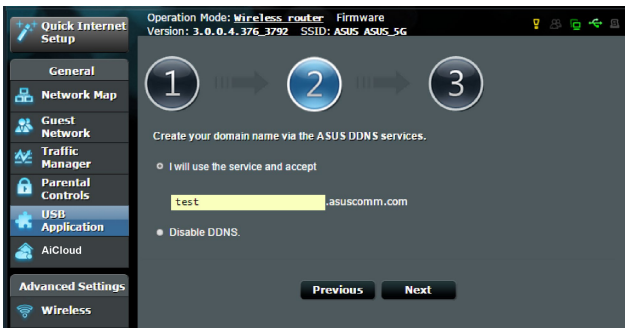 Quick Internet
Setup
Operation Mode: Wireless router Firmware
Version: 3.0.0.4.376_3792 SSID: ASUS ASUS_5G
General
Network Map
Guest
Network
Traffic
Manager
Parental
Controls
USB
Application
AiCloud
Advanced Settings
Wireless
1
2
3
Create your domain name via the ASUS DDNS services.
I will use the service and accept
test .asuscomm.com
Disable DDNS.
Previous Next